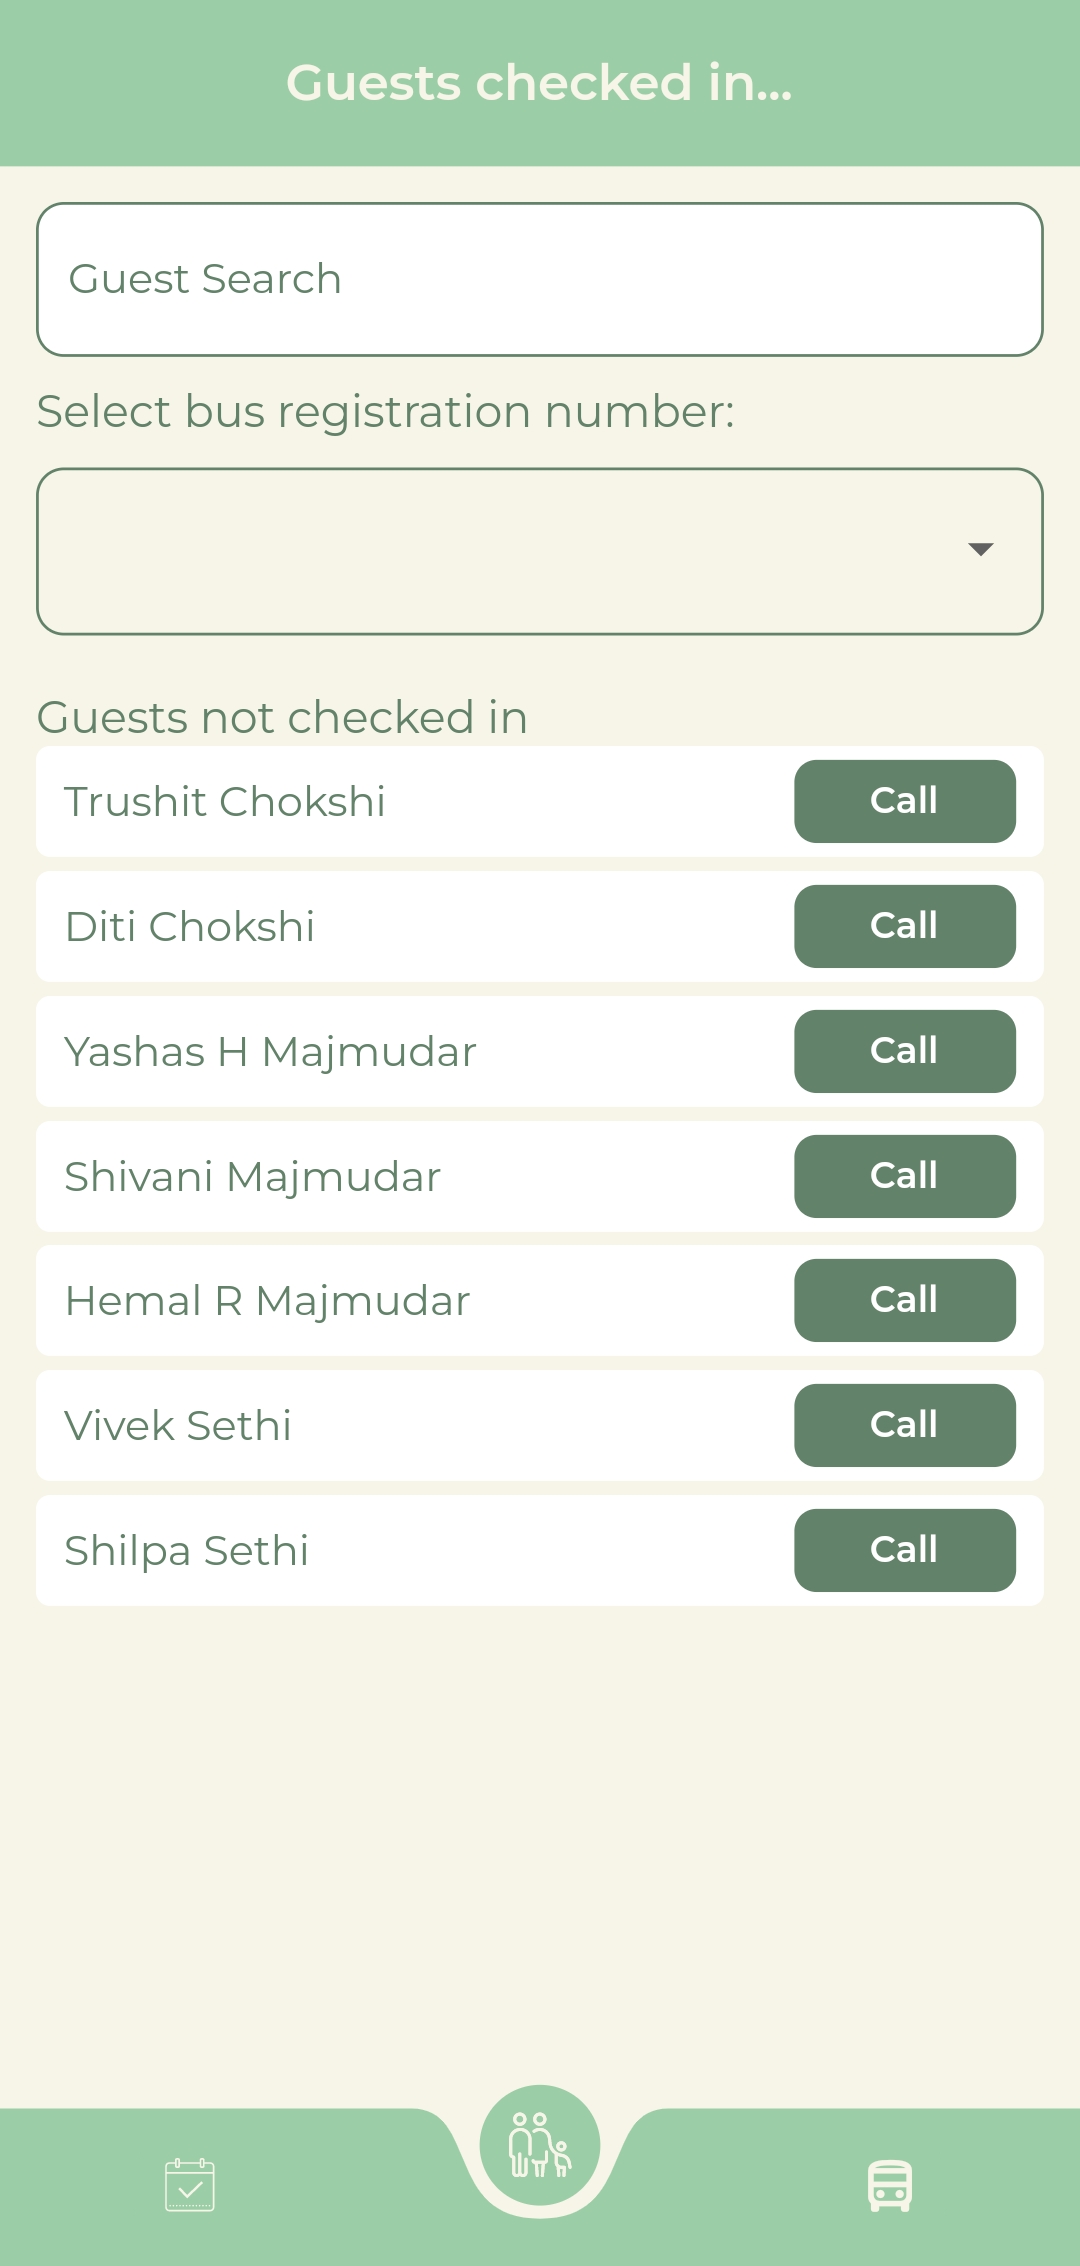 Guests checked in...
Guest Search
Select bus registration number:
Guests not checked in
Trushit Chokshi Call
Diti Chokshi Call
Yashas H Majmudar Call
Shivani Majmudar Call
Hemal R Majmudar Call
Vivek Sethi Call
Shilpa Sethi Call